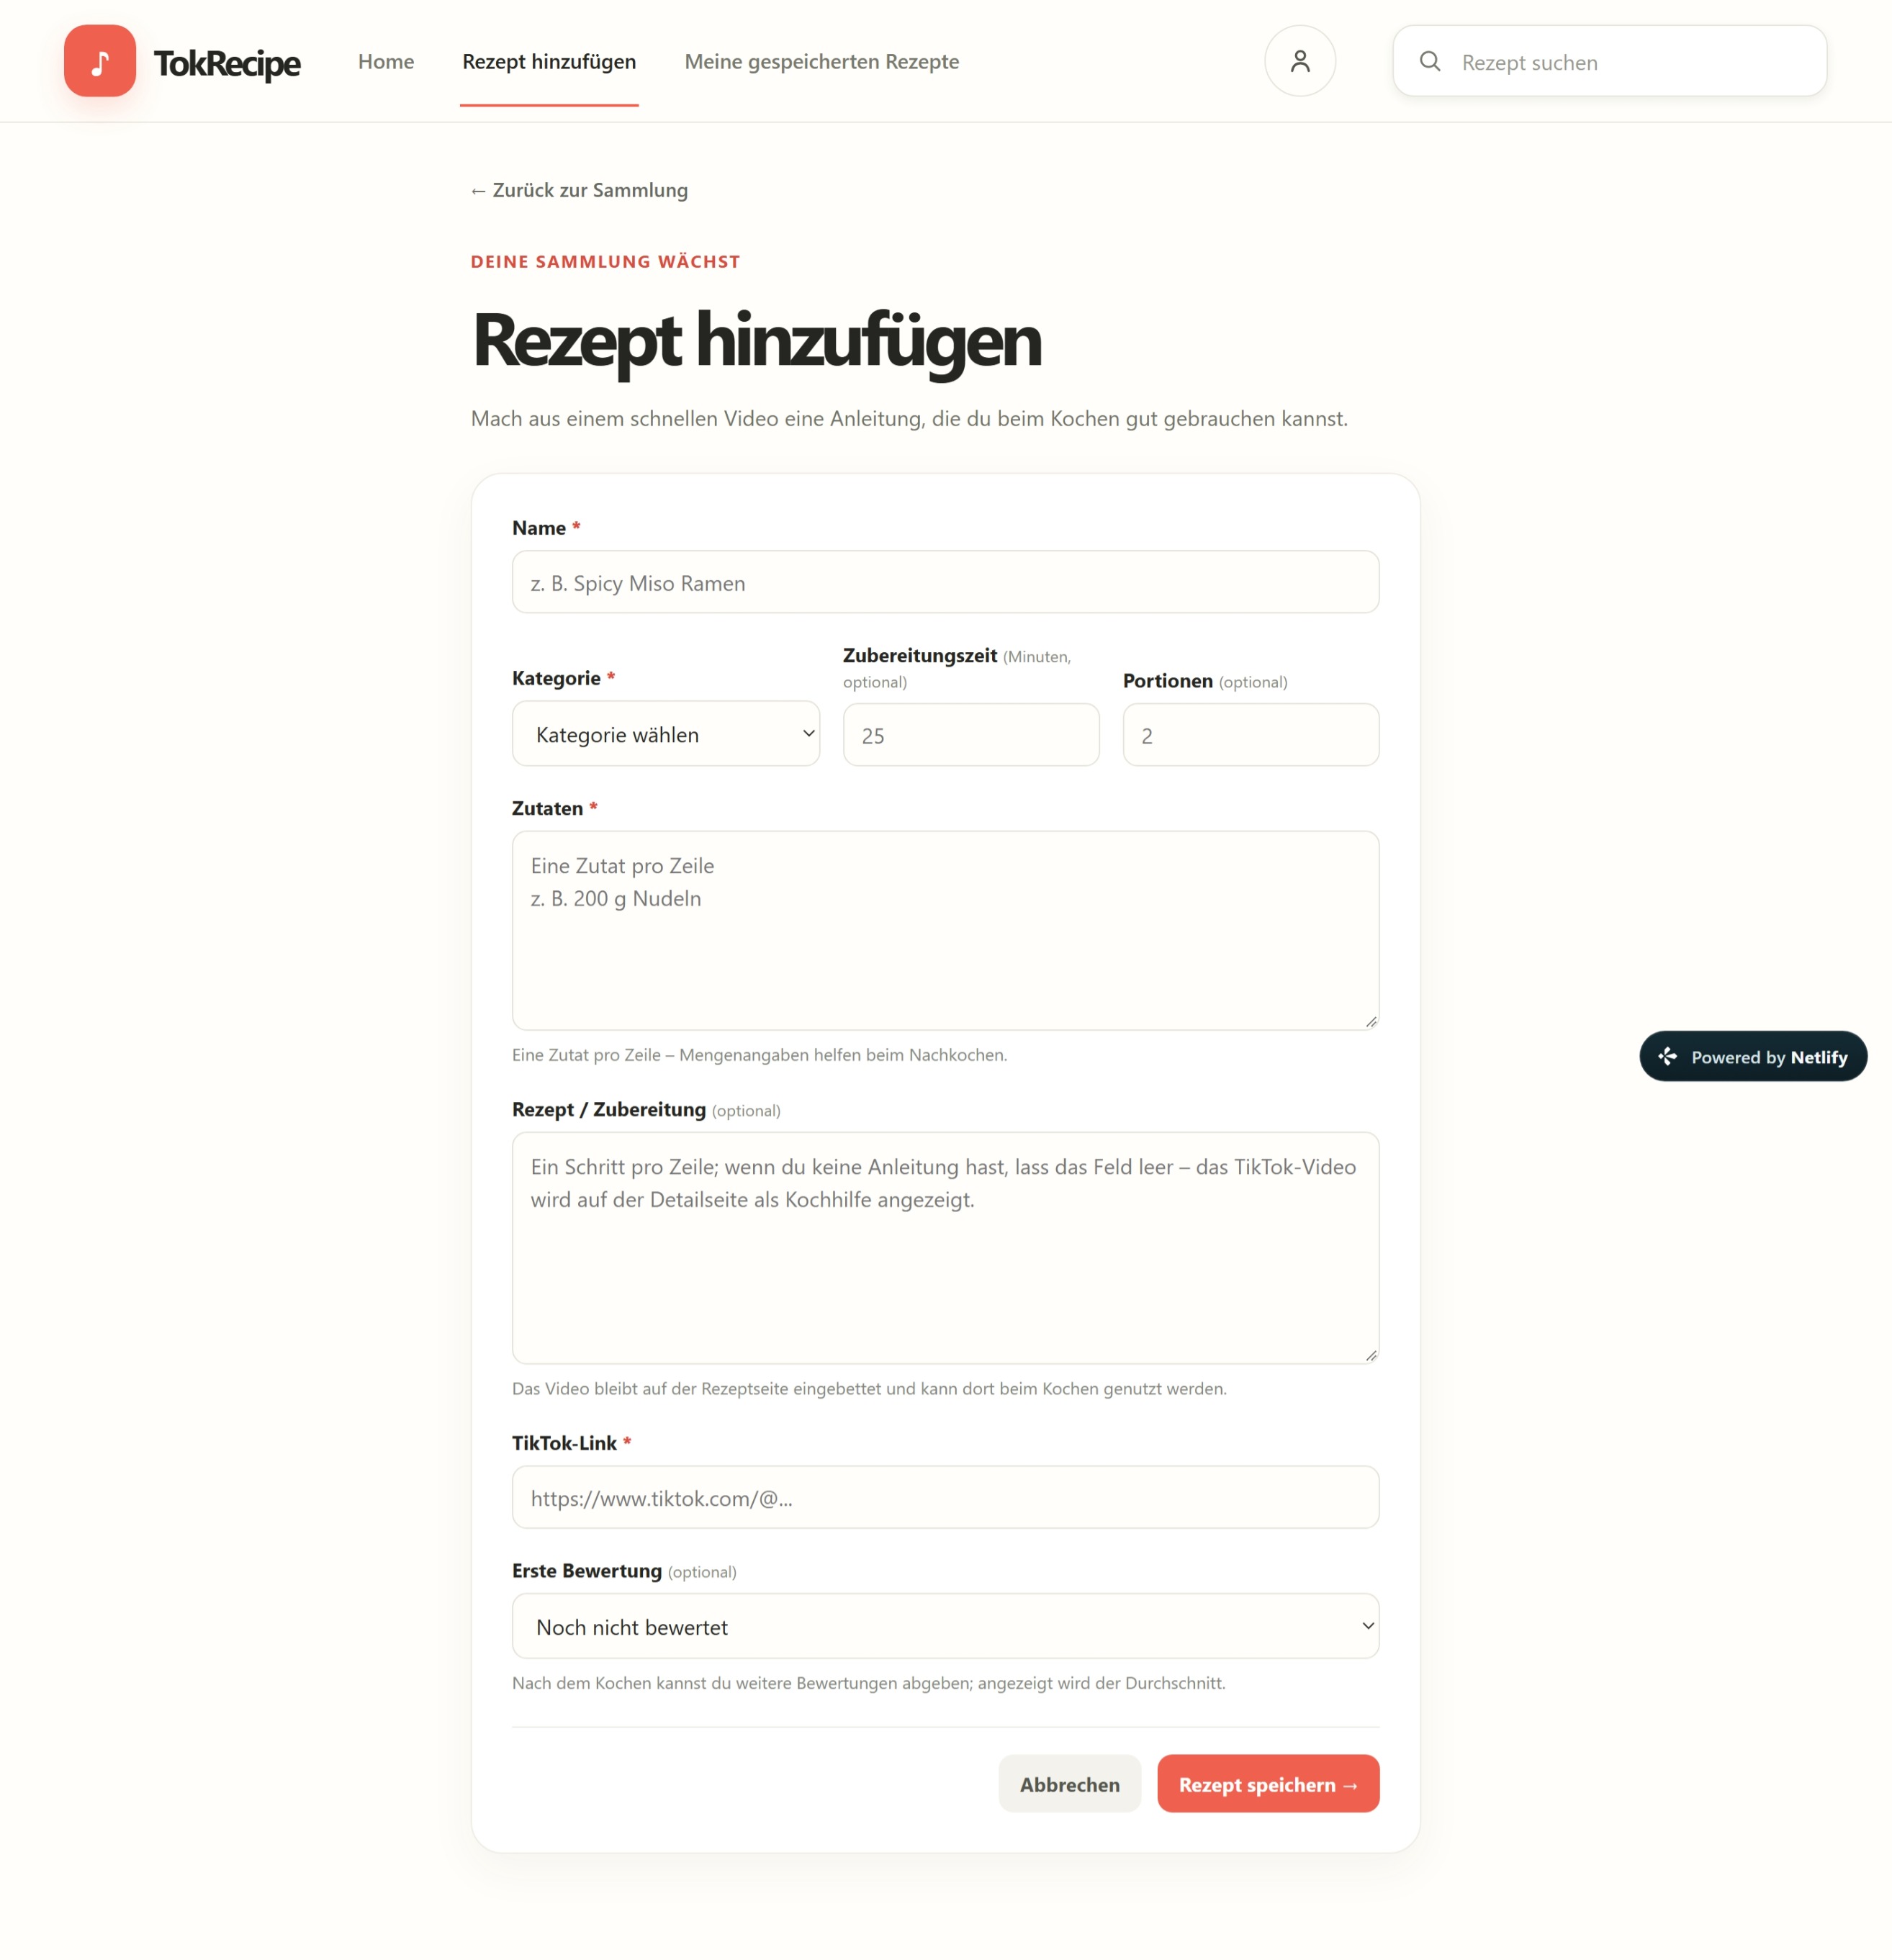 TokRecipe
Home
Rezept hinzufügen
Meine gespeicherten Rezepte
Rezept suchen
← Zurück zur Sammlung
DEINE SAMMLUNG WÄCHST
Rezept hinzufügen
Mach aus einem schnellen Video eine Anleitung, die du beim Kochen gut gebrauchen kannst.
Name *
z. B. Spicy Miso Ramen
Kategorie *
Kategorie wählen
Zubereitungszeit (Minuten,
optional)
25
Portionen (optional)
2
Zutaten *
Eine Zutat pro Zeile
z. B. 200 g Nudeln
Eine Zutat pro Zeile – Mengenangaben helfen beim Nachkochen.
Powered by Netlify
Rezept / Zubereitung (optional)
Ein Schritt pro Zeile; wenn du keine Anleitung hast, lass das Feld leer – das TikTok-Video
wird auf der Detailseite als Kochhilfe angezeigt.
Das Video bleibt auf der Rezeptseite eingebettet und kann dort beim Kochen genutzt werden.
TikTok-Link *
https://www.tiktok.com/@...
Erste Bewertung (optional)
Noch nicht bewertet
Nach dem Kochen kannst du weitere Bewertungen abgeben; angezeigt wird der Durchschnitt.
Abbrechen
Rezept speichern →